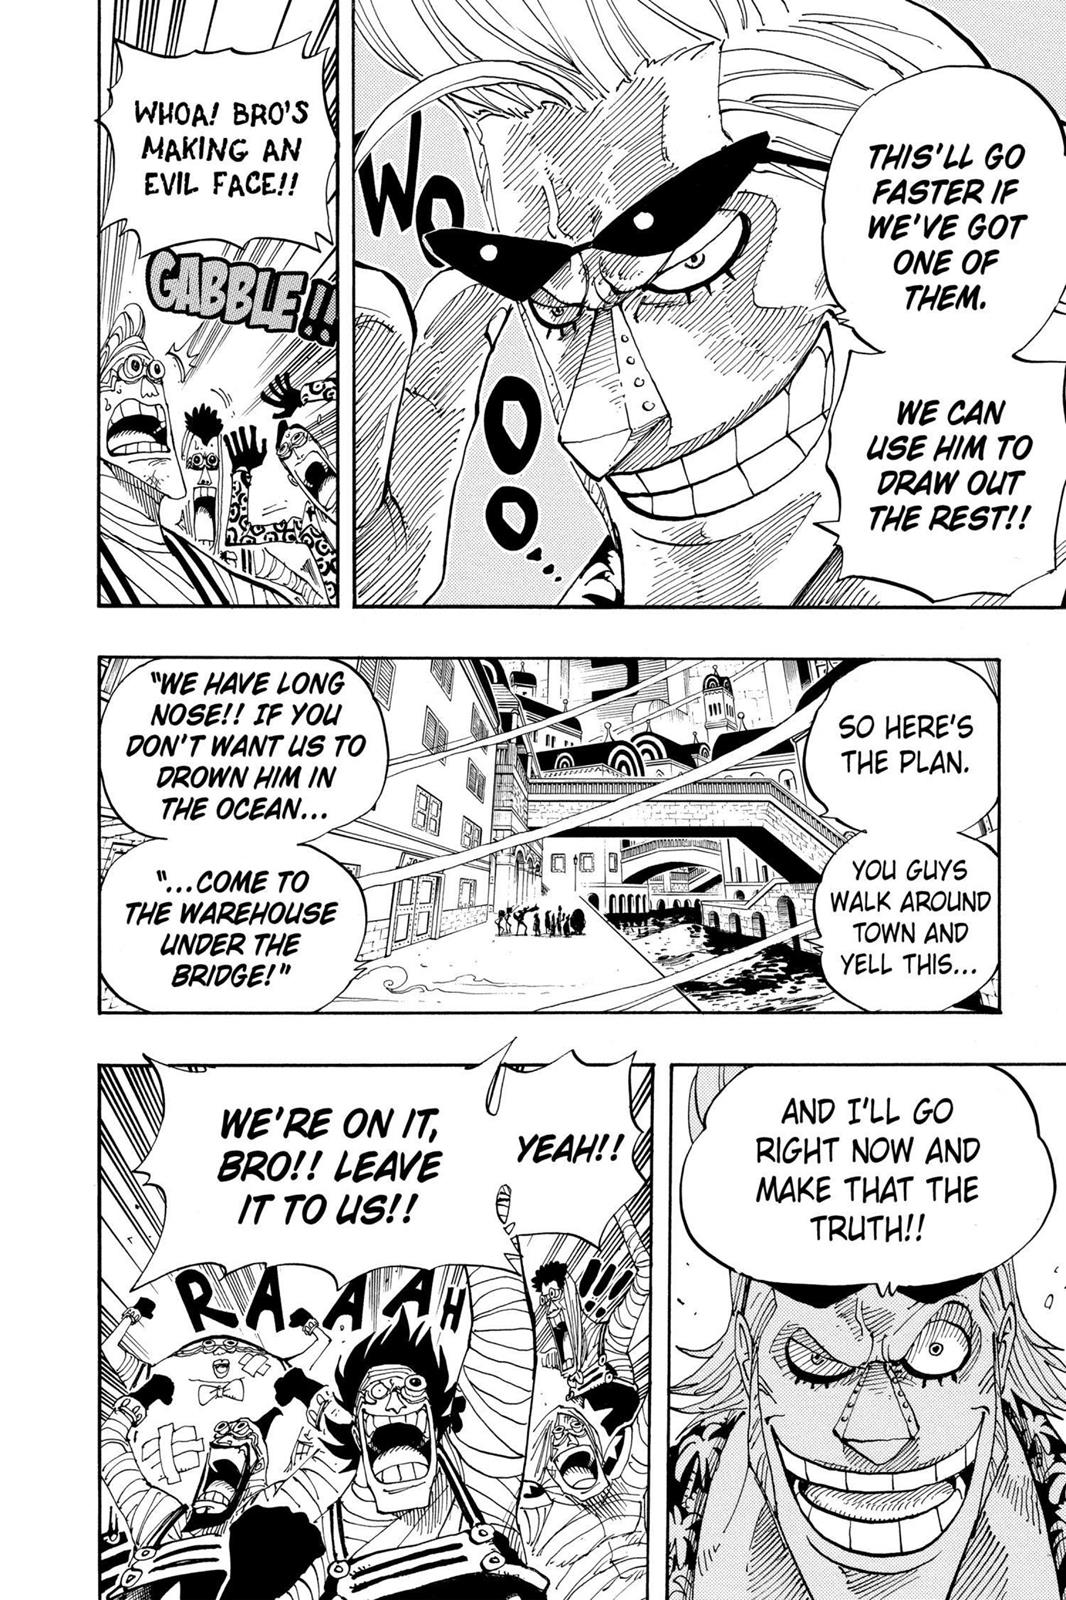 THIS'LL GO
FASTER IF
WE'VE GOT
ONE OF
THEM.
WE CAN
USE HIM TO
DRAW OUT
THE REST!!
WO
O
O...
WHOA! BRO'S
MAKING AN
EVIL FACE!!
GABBLE!!
SO HERE'S
THE PLAN.
YOU GUYS
WALK AROUND
TOWN AND
YELL THIS...
"WE HAVE LONG
NOSE!! IF YOU
DON'T WANT US TO
DROWN HIM IN
THE OCEAN...
"...COME TO
THE WAREHOUSE
UNDER THE
BRIDGE!"
AND I'LL GO
RIGHT NOW AND
MAKE THAT THE
TRUTH!!
YEAH!!
WE'RE ON IT,
BRO!! LEAVE
IT TO US!!
RAAAAH!!!